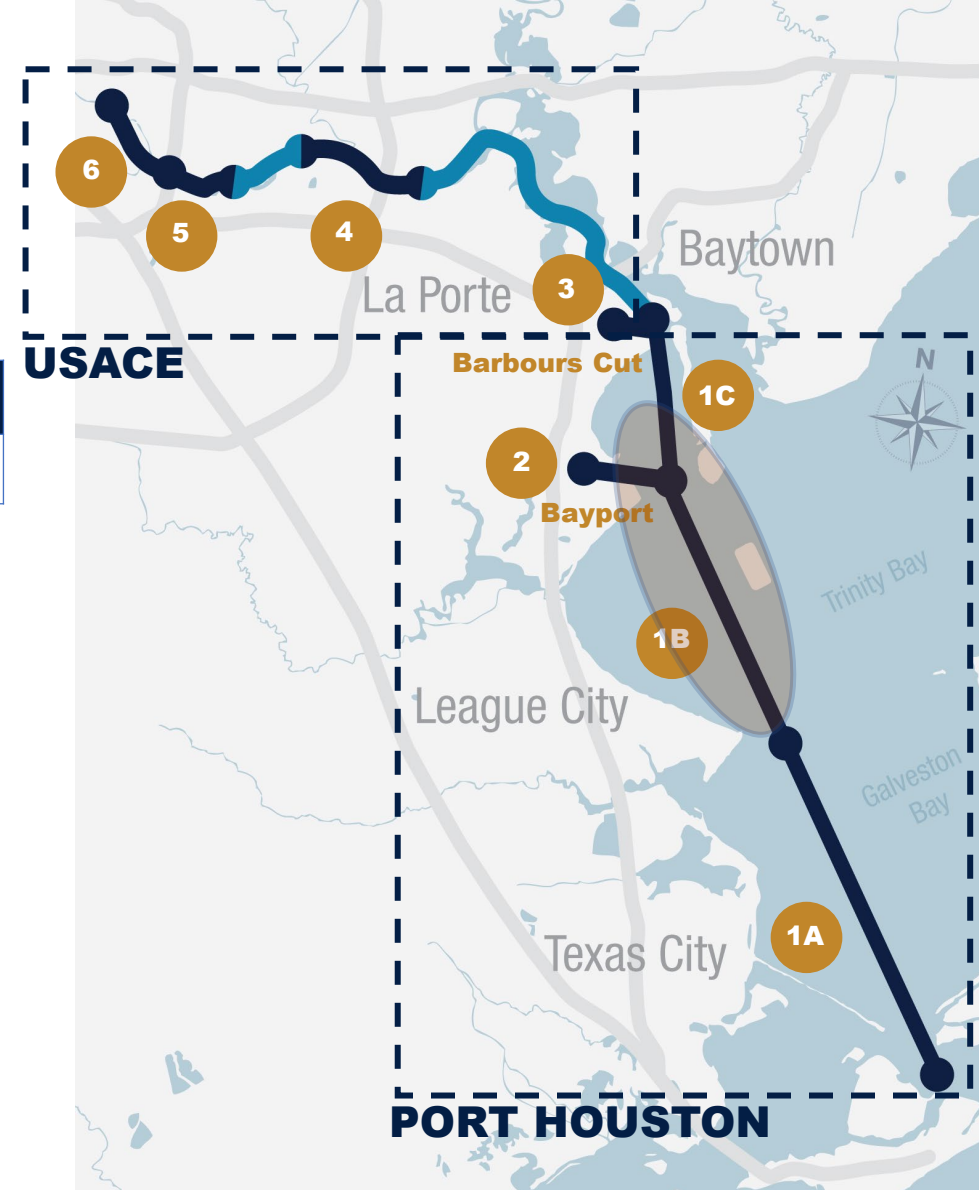 6
5
4
Baytown
La Porte
3
USACE
Barbours Cut
N
1C
2
Bayport
Trinity Bay
1B
League City
Galveston
Bay
1A
Texas City
PORT HOUSTON